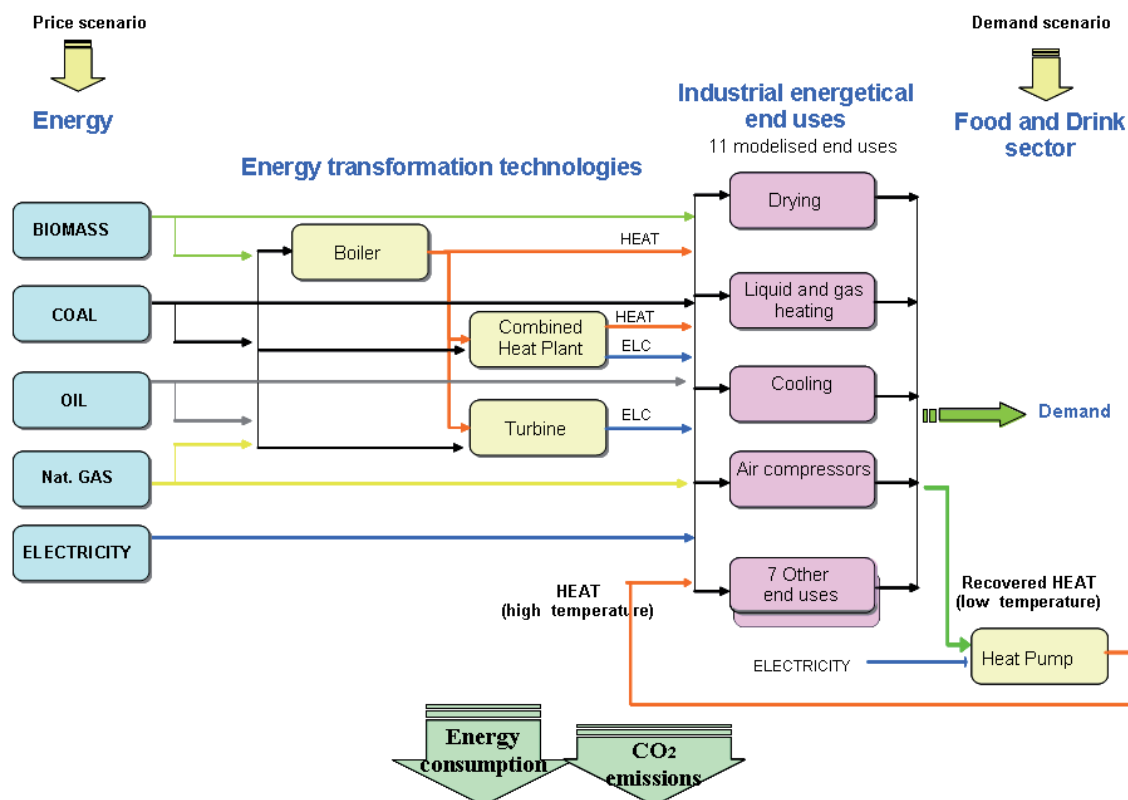 Price scenario
Demand scenario
Energy
Industrial energetical
end uses
11 modelised end uses
Food and Drink
sector
Energy transformation technologies
BIOMASS
COAL
OIL
Nat. GAS
ELECTRICITY
Boiler
HEAT
Combined
Heat Plant
HEAT
ELC
Turbine
ELC
Drying
Liquid and gas
heating
Cooling
Air compressors
7 Other
end uses
Demand
HEAT
(high temperature)
Recovered HEAT
(low temperature)
ELECTRICITY
Heat Pump
Energy
consumption
CO2
emissions